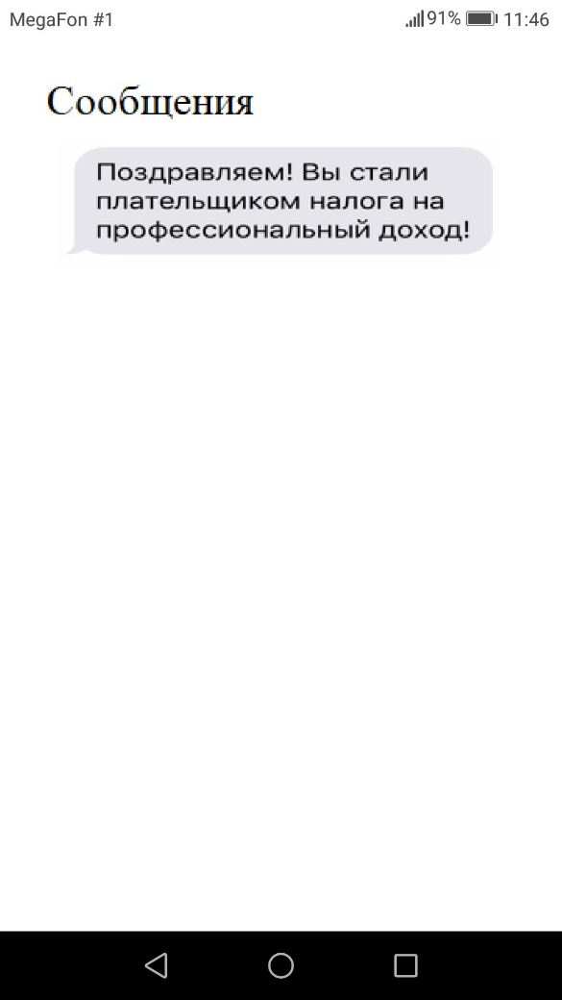 MegaFon #1 91% 11:46
Сообщения
Поздравляем! Вы стали
плательщиком налога на
профессиональный доход!